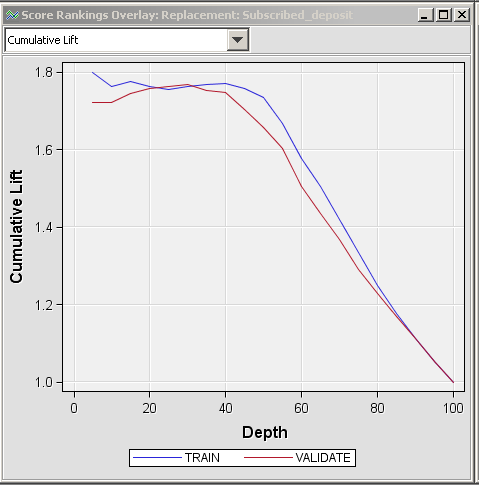 Score Rankings Overlay: Replacement: Subscribed_deposit
Cumulative Lift
1.8
1.6
1.4
1.2
1.0
Cumulative Lift
0 20 40 60 80 100
Depth
TRAIN VALIDATE